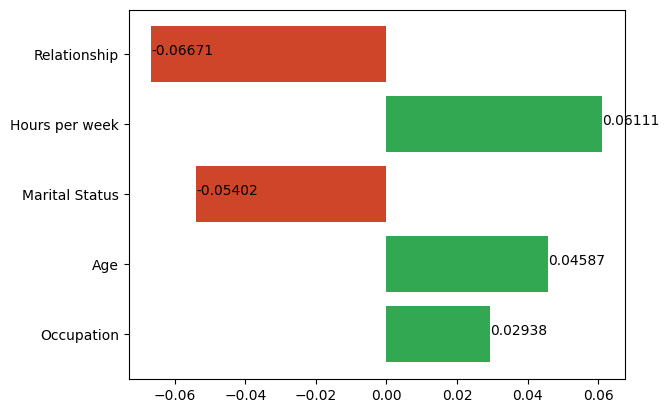 Relationship -0.06671
Hours per week 0.06111
Marital Status -0.05402
Age 0.04587
Occupation 0.02938
−0.06 −0.04 −0.02 0.00 0.02 0.04 0.06